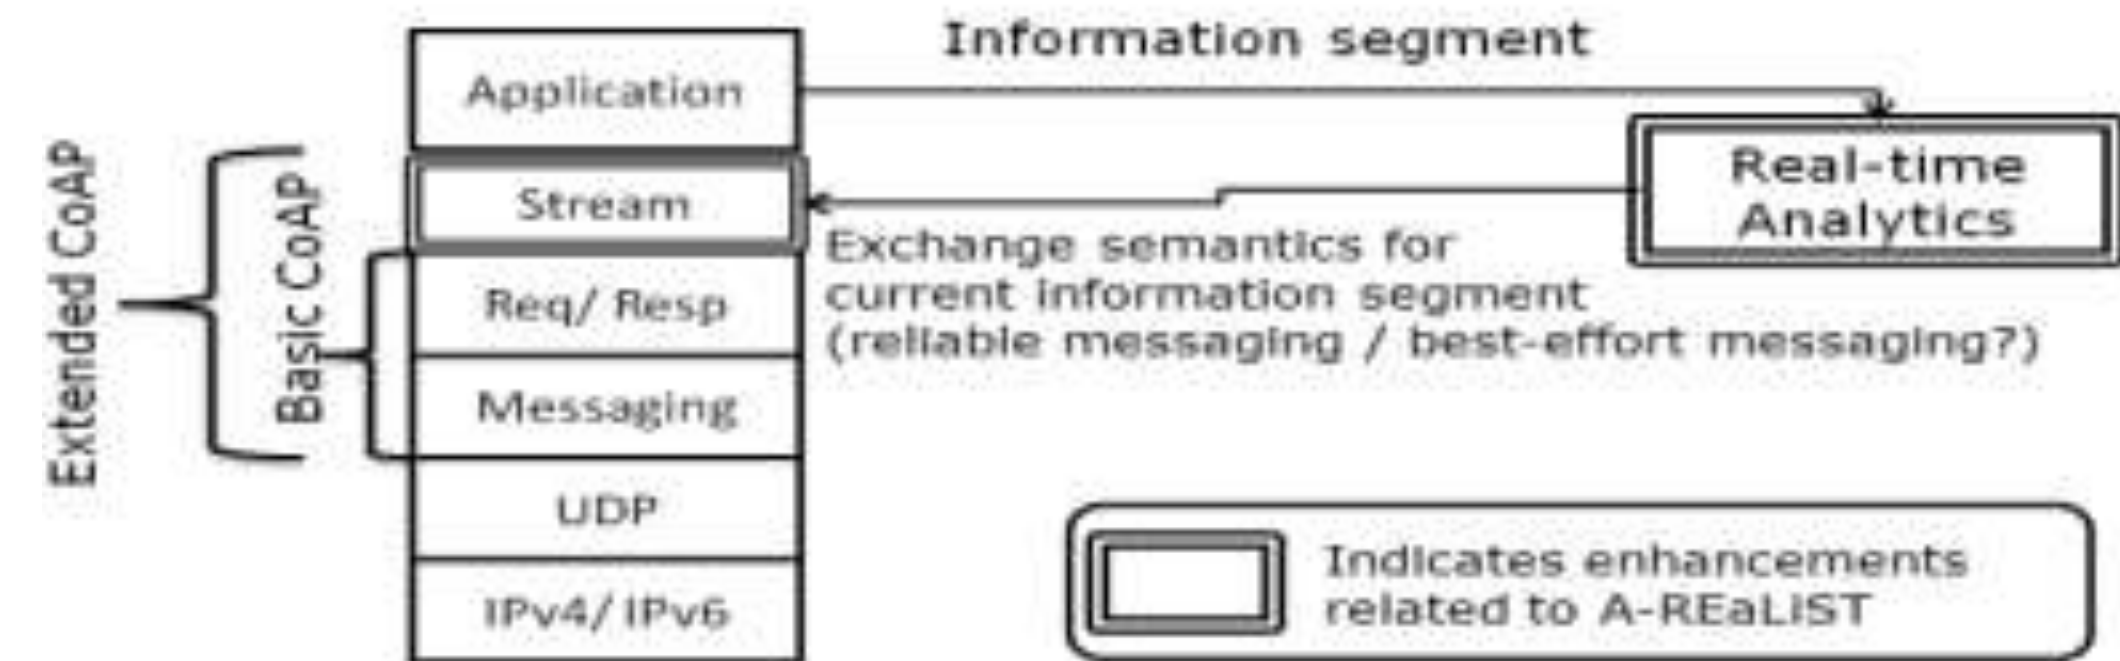 Information segment
Application
Real-time
Analytics
Stream
Exchange semantics for
current information segment
(reliable messaging / best-effort messaging?)
Extended CoAP
Basic CoAP
Req/ Resp
Messaging
UDP
IPv4/ IPv6
Indicates enhancements
related to A-REaLiST